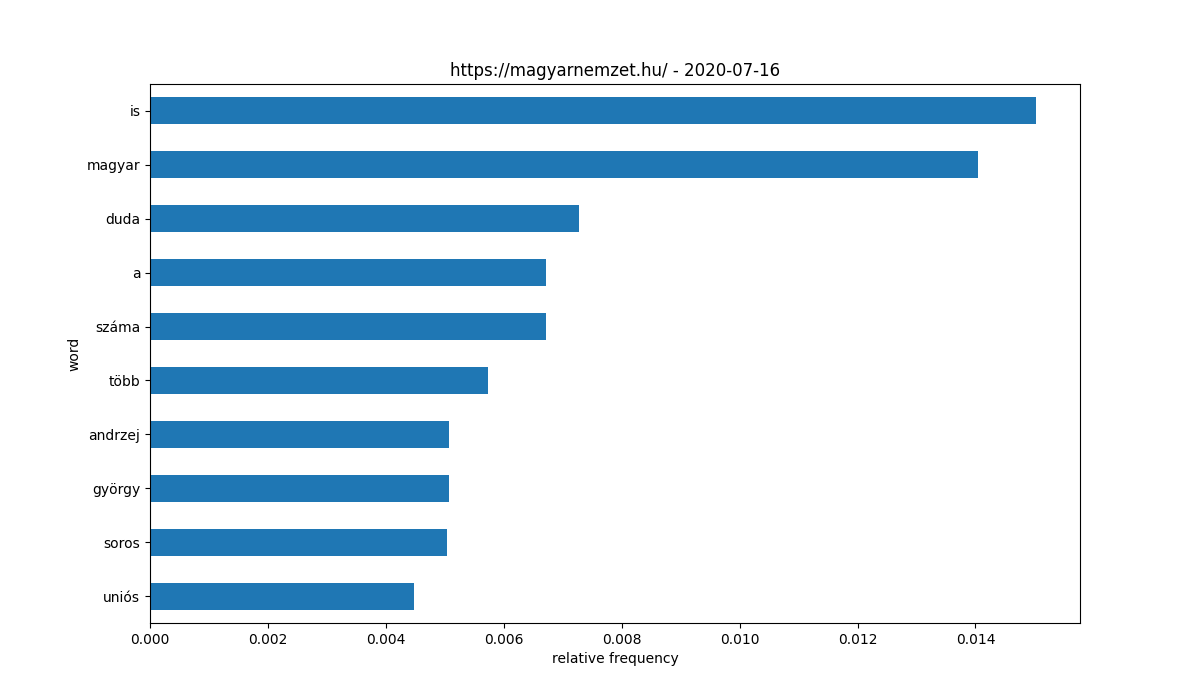 https://magyarnemzet.hu/ - 2020-07-16
is
magyar
duda
a
száma
több
andrzej
györgy
soros
uniós
word
0.000 0.002 0.004 0.006 0.008 0.010 0.012 0.014
relative frequency